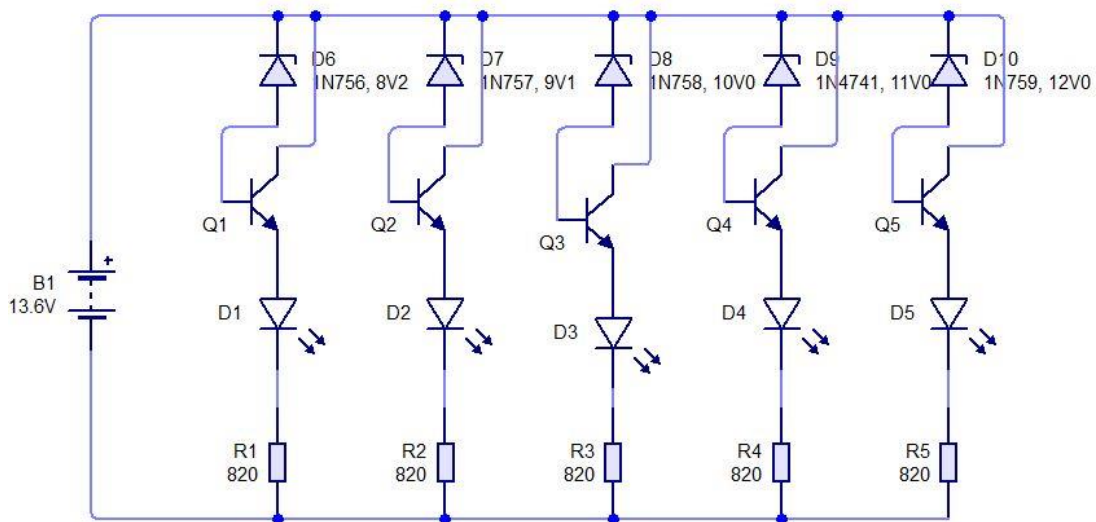 D6
1N756, 8V2
D7
1N757, 9V1
D8
1N758, 10V0
D9
1N4741, 11V0
D10
1N759, 12V0
Q1
Q2
Q3
Q4
Q5
B1
13.6V
+
D1
D2
D3
D4
D5
R1
820
R2
820
R3
820
R4
820
R5
820